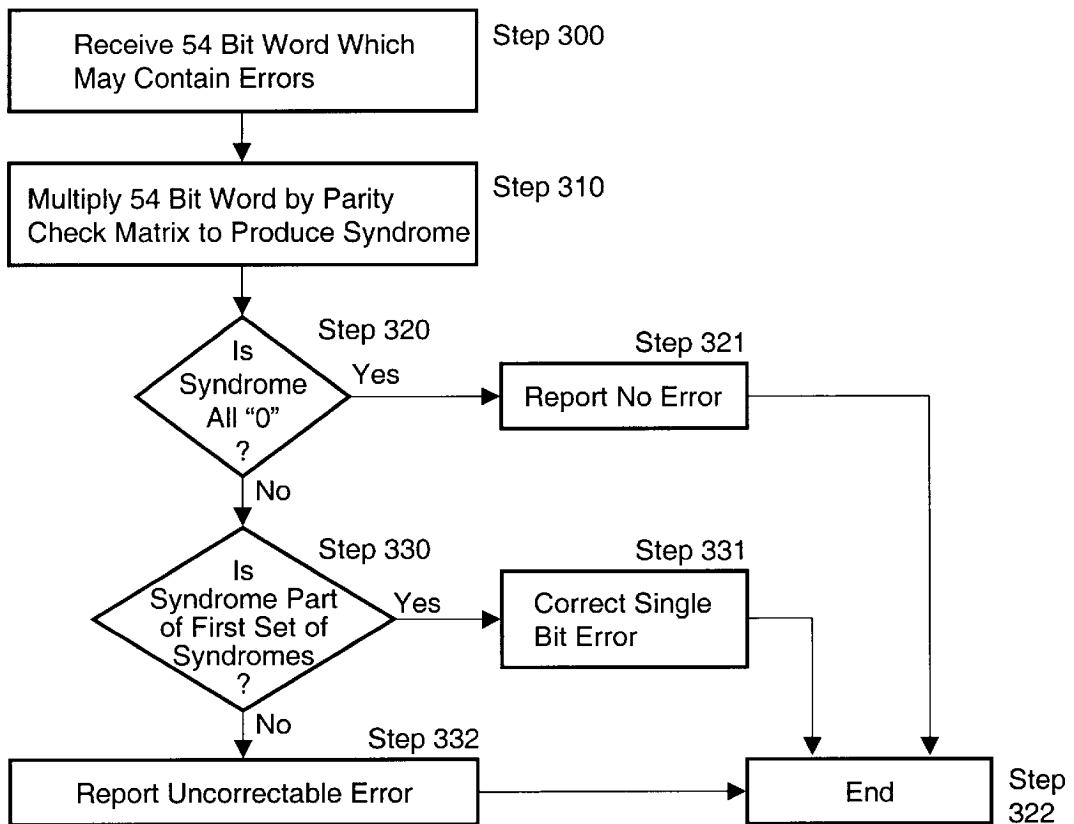 Receive 54 Bit Word Which
May Contain Errors
Step 300
Multiply 54 Bit Word by Parity
Check Matrix to Produce Syndrome
Step 310
Step 320
Is
Syndrome
All “0”
?
Yes
Step 321
Report No Error
No
Step 330
Is
Syndrome Part
of First Set of
Syndromes
?
Yes
Step 331
Correct Single
Bit Error
No
Step 332
Report Uncorrectable Error
End
Step
322